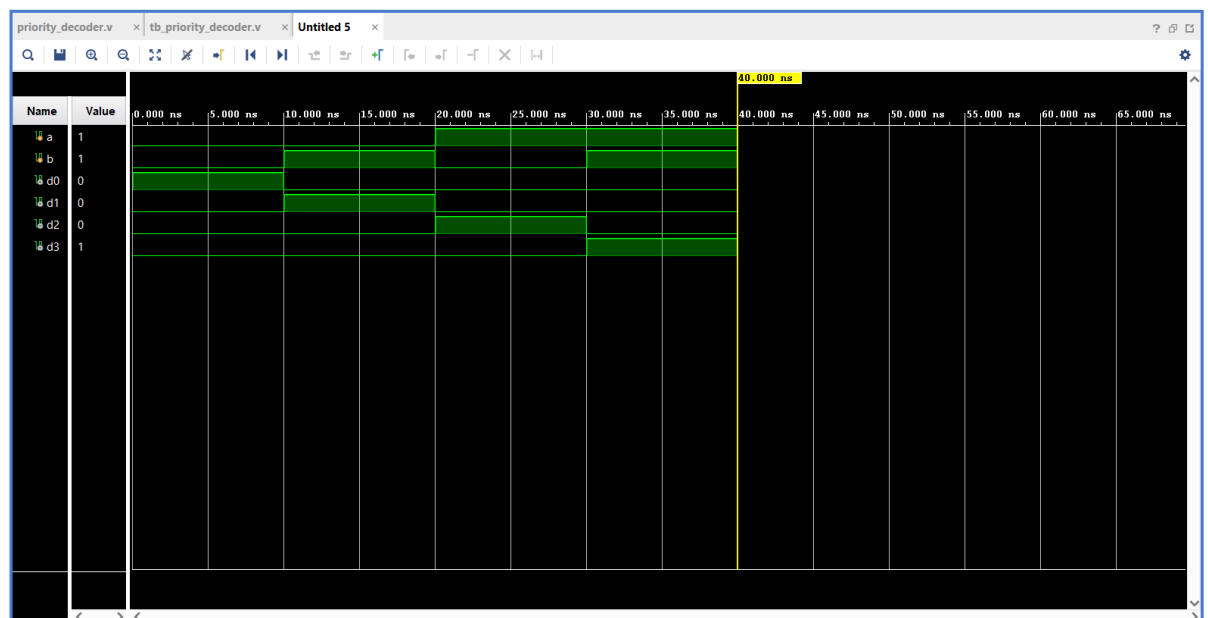 priority_decoder.v × tb_priority_decoder.v × Untitled 5 ×
?
40.000 ns
Name Value 0.000 ns 5.000 ns 10.000 ns 15.000 ns 20.000 ns 25.000 ns 30.000 ns 35.000 ns 40.000 ns 45.000 ns 50.000 ns 55.000 ns 60.000 ns 65.000 ns
a 1
b 1
d0 0
d1 0
d2 0
d3 1